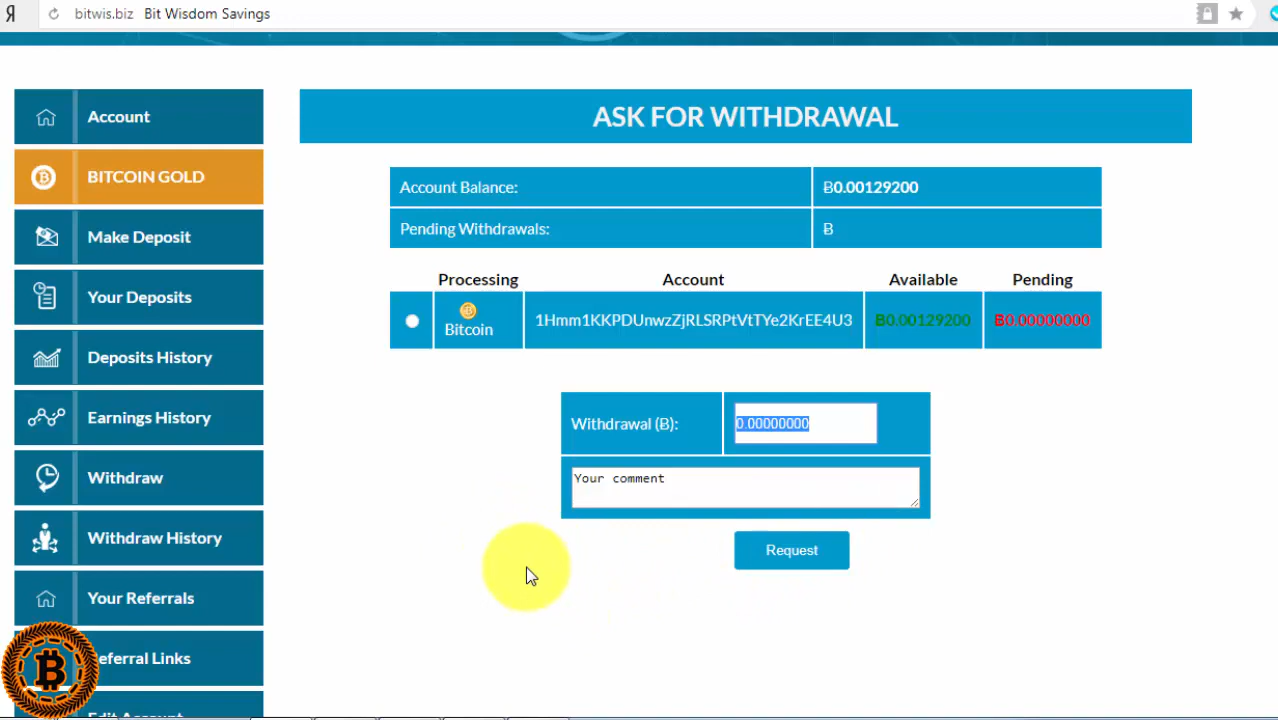 Я bitwis.biz Bit Wisdom Savings
Account
BITCOIN GOLD
Make Deposit
Your Deposits
Deposits History
Earnings History
Withdraw
Withdraw History
Your Referrals
eferral Links
Edit Account
ASK FOR WITHDRAWAL
Account Balance: Ƀ0.00129200
Pending Withdrawals: Ƀ
Processing Account Available Pending
Bitcoin 1Hmm1KKPDUnwzZjRLSRPtVtTYe2KrEE4U3 Ƀ0.00129200 Ƀ0.00000000
Withdrawal (Ƀ): 0.00000000
Your comment
Request